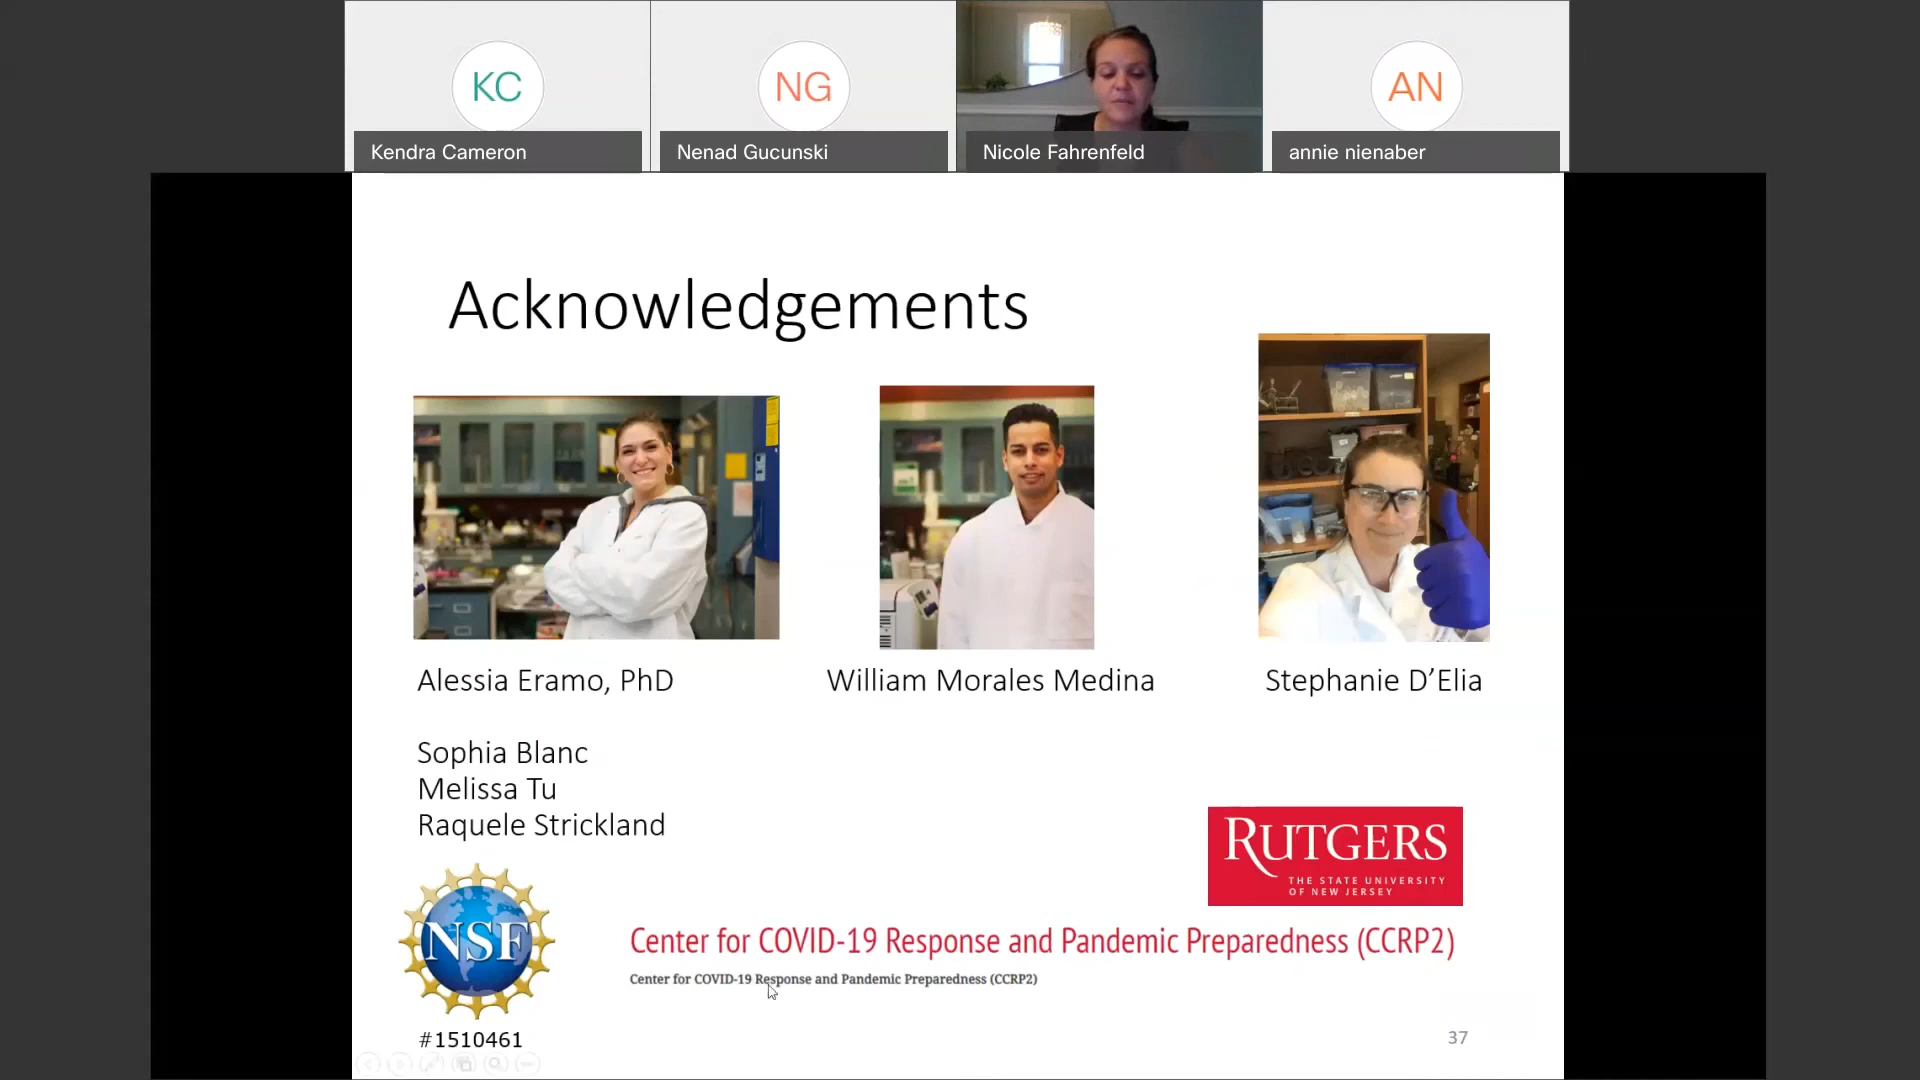 KC
NG
AN
Kendra Cameron
Nenad Gucunski
Nicole Fahrenfeld
annie nienaber
Acknowledgements
Alessia Eramo, PhD
William Morales Medina
Stephanie D’Elia
Sophia Blanc
Melissa Tu
Raquele Strickland
RUTGERS
THE STATE UNIVERSITY
OF NEW JERSEY
NSF
Center for COVID-19 Response and Pandemic Preparedness (CCRP2)
Center for COVID-19 Response and Pandemic Preparedness (CCRP2)
#1510461
37